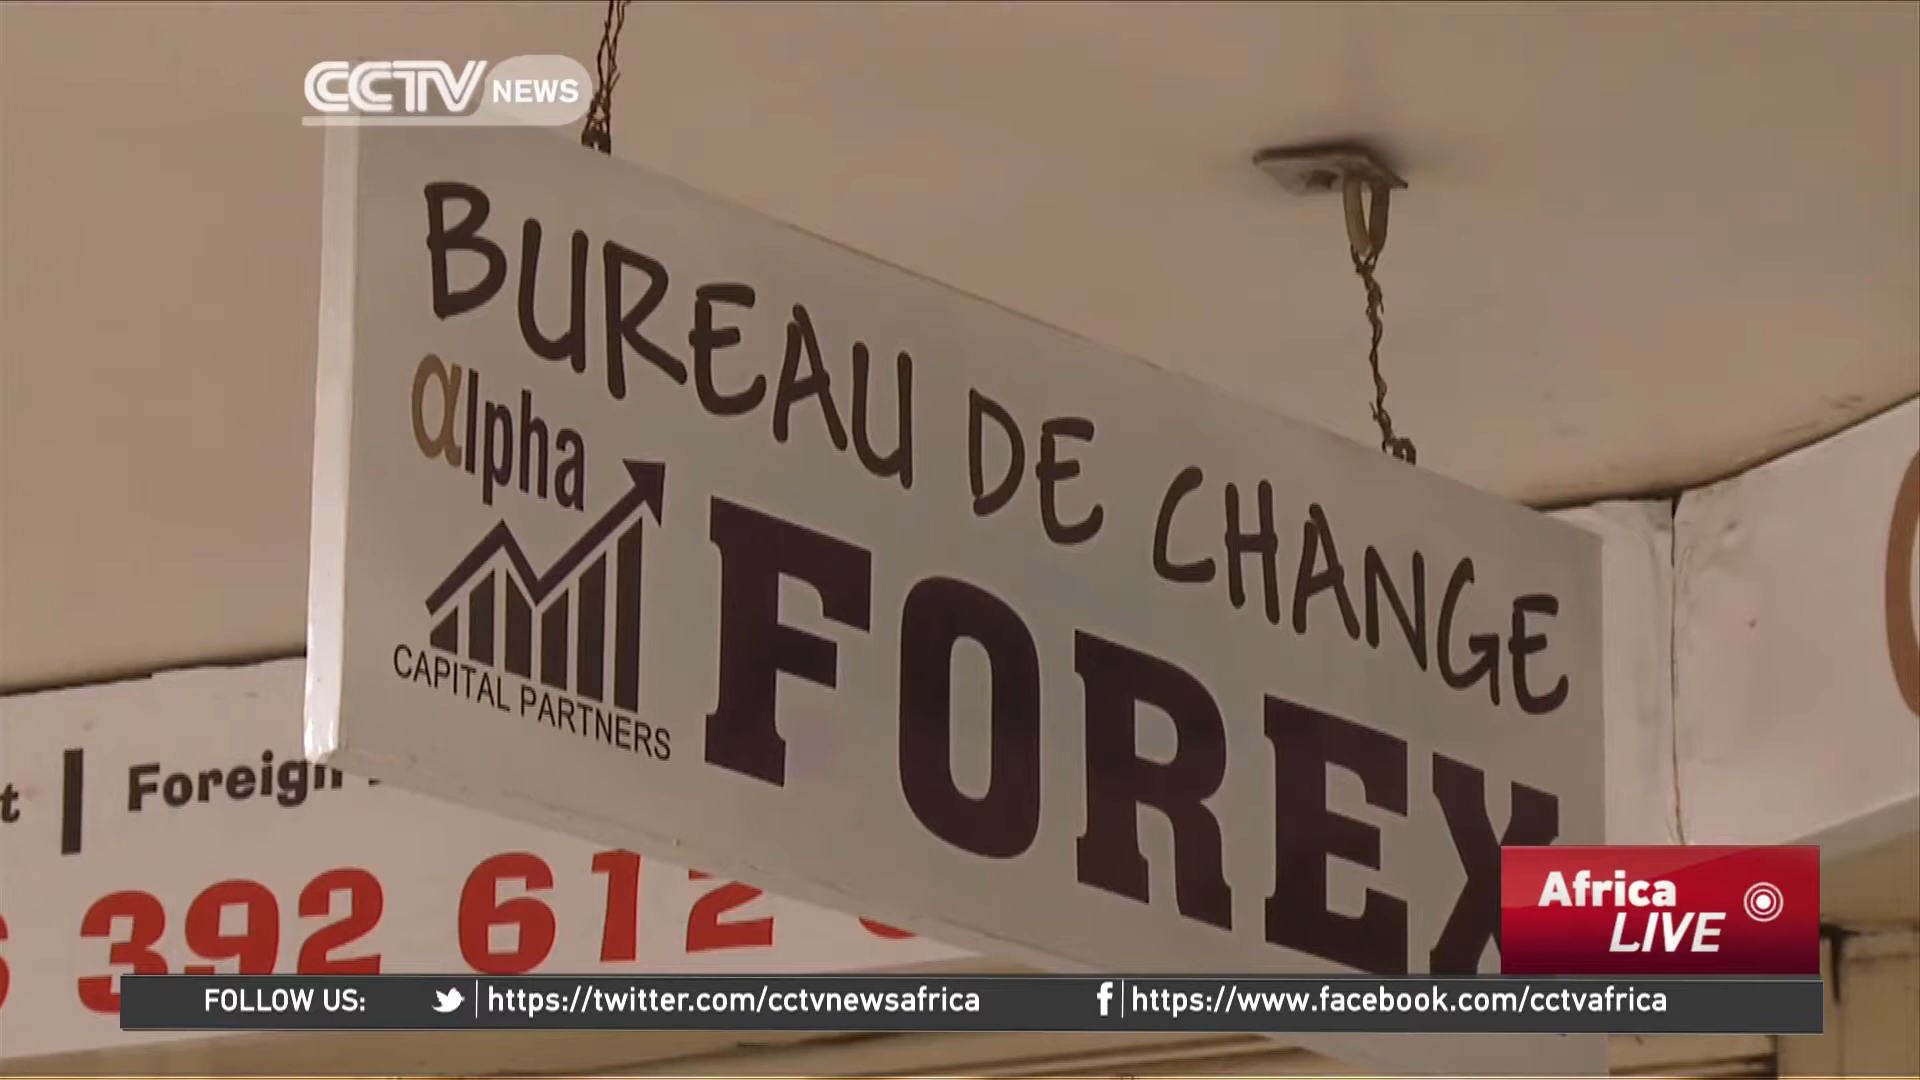 CCTV NEWS
BUREAU DE CHANGE
αlpha
CAPITAL PARTNERS
FOREX
Foreign
392 612
Africa
LIVE
FOLLOW US: https://twitter.com/cctvnewsafrica https://www.facebook.com/cctvafrica